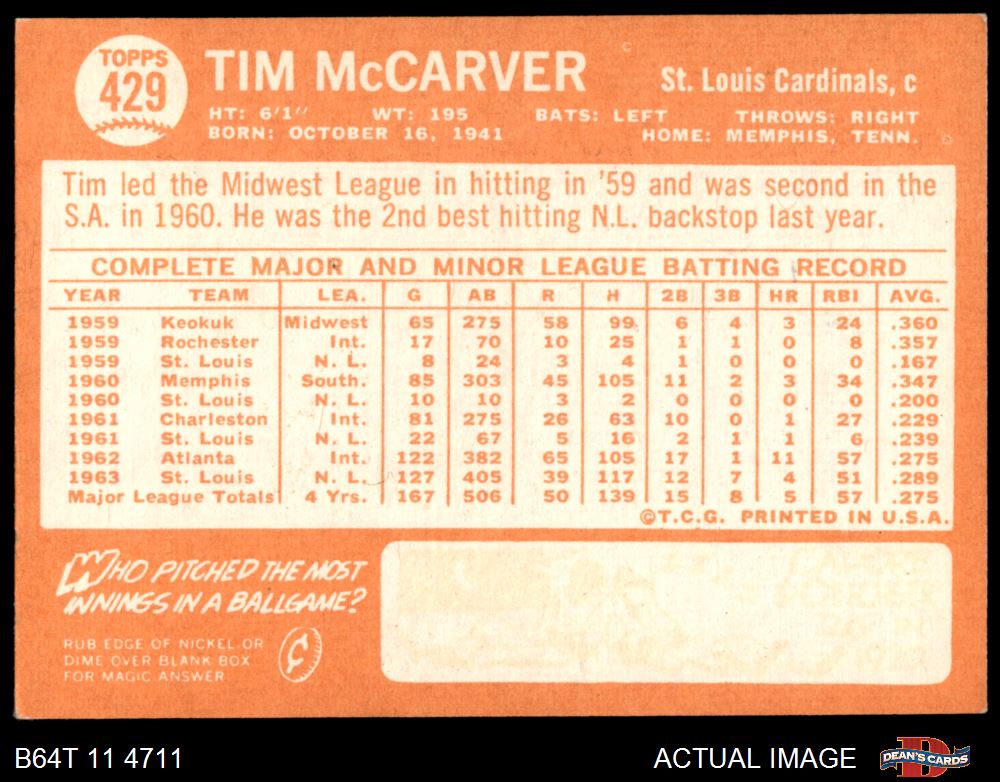 TOPPS
429
TIM McCARVER
St. Louis Cardinals, c
HT: 6'1" WT: 195 BATS: LEFT THROWS: RIGHT
BORN: OCTOBER 16, 1941 HOME: MEMPHIS, TENN.
Tim led the Midwest League in hitting in '59 and was second in the
S.A. in 1960. He was the 2nd best hitting N.L. backstop last year.
COMPLETE MAJOR AND MINOR LEAGUE BATTING RECORD
YEAR TEAM LEA. G AB R H 2B 3B HR RBI AVG.
1959 Keokuk Midwest 65 275 58 99 6 4 3 24 .360
1959 Rochester Int. 17 70 10 25 1 1 0 8 .357
1959 St. Louis N. L. 8 24 3 4 1 0 0 0 .167
1960 Memphis South. 85 303 45 105 11 2 3 34 .347
1960 St. Louis N. L. 10 10 3 2 0 0 0 0 .200
1961 Charleston Int. 81 275 26 63 10 0 1 27 .229
1961 St. Louis N. L. 22 67 5 16 2 1 1 6 .239
1962 Atlanta Int. 122 382 65 105 17 1 11 57 .275
1963 St. Louis N. L. 127 405 39 117 12 7 4 51 .289
Major League Totals 4 Yrs. 167 506 50 139 15 8 5 57 .275
©T.C.G. PRINTED IN U.S.A.
WHO PITCHED THE MOST
INNINGS IN A BALLGAME?
RUB EDGE OF NICKEL OR
DIME OVER BLANK BOX
FOR MAGIC ANSWER
¢
B64T 11 4711
ACTUAL IMAGE
DEAN'S CARDS